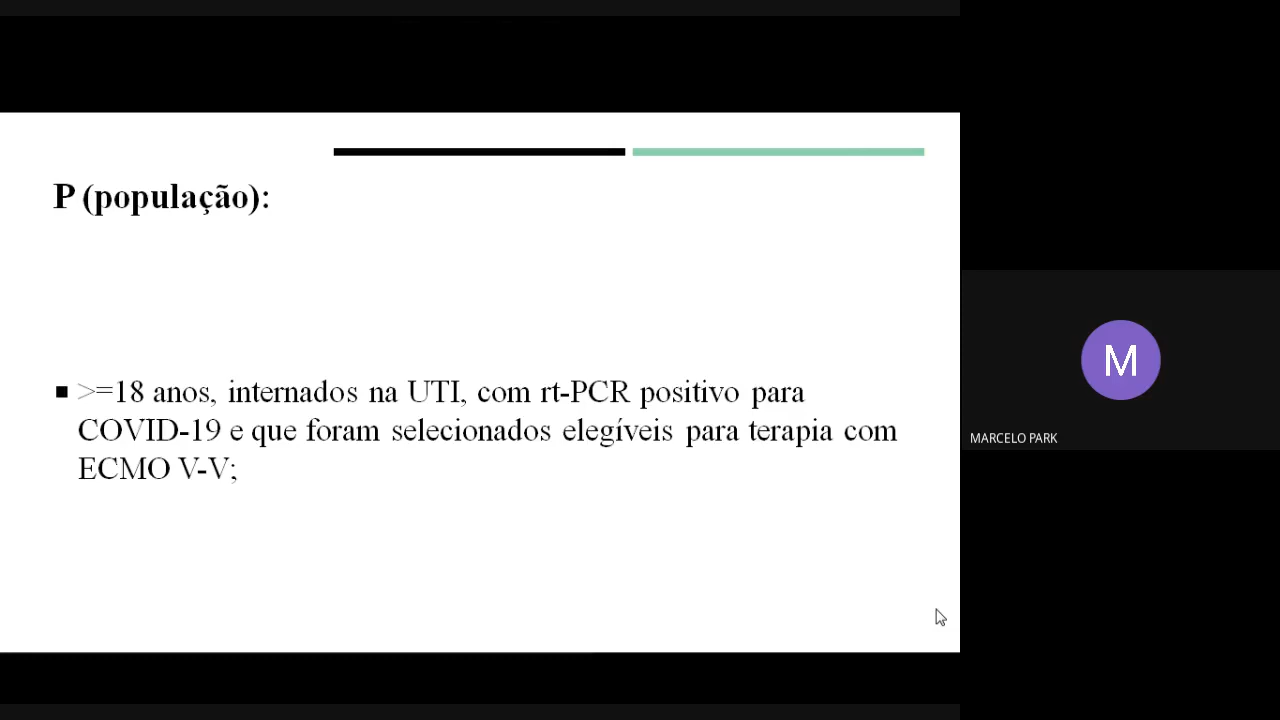 P (população):
>=18 anos, internados na UTI, com rt-PCR positivo para
COVID-19 e que foram selecionados elegíveis para terapia com
ECMO V-V;
M
MARCELO PARK